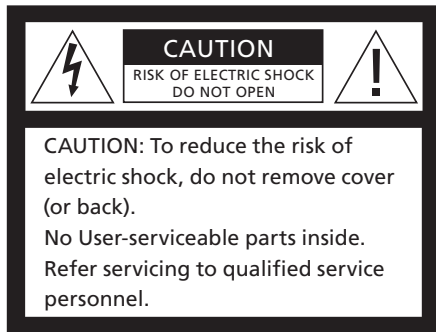 CAUTION
RISK OF ELECTRIC SHOCK
DO NOT OPEN
!
CAUTION: To reduce the risk of
electric shock, do not remove cover
(or back).
No User-serviceable parts inside.
Refer servicing to qualified service
personnel.